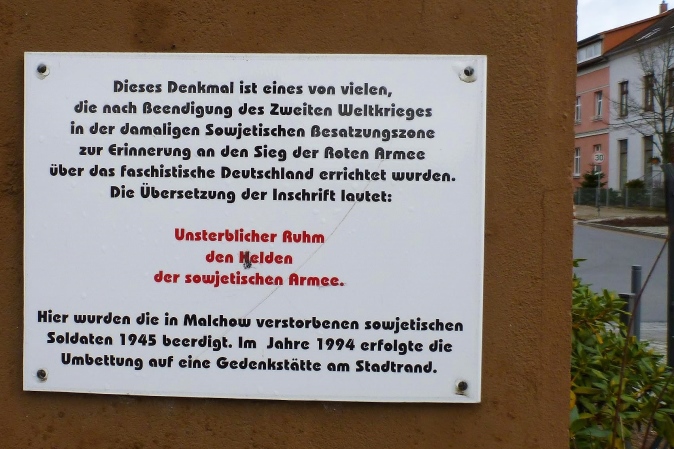 Dieses Denkmal ist eines von vielen,
die nach Beendigung des Zweiten Weltkrieges
in der damaligen Sowjetischen Besatzungszone
zur Erinnerung an den Sieg der Roten Armee
über das faschistische Deutschland errichtet wurden.
Die Übersetzung der Inschrift lautet:
Unsterblicher Ruhm
den Helden
der sowjetischen Armee.
Hier wurden die in Malchow verstorbenen sowjetischen
Soldaten 1945 beerdigt. Im Jahre 1994 erfolgte die
Umbettung auf eine Gedenkstätte am Stadtrand.
30